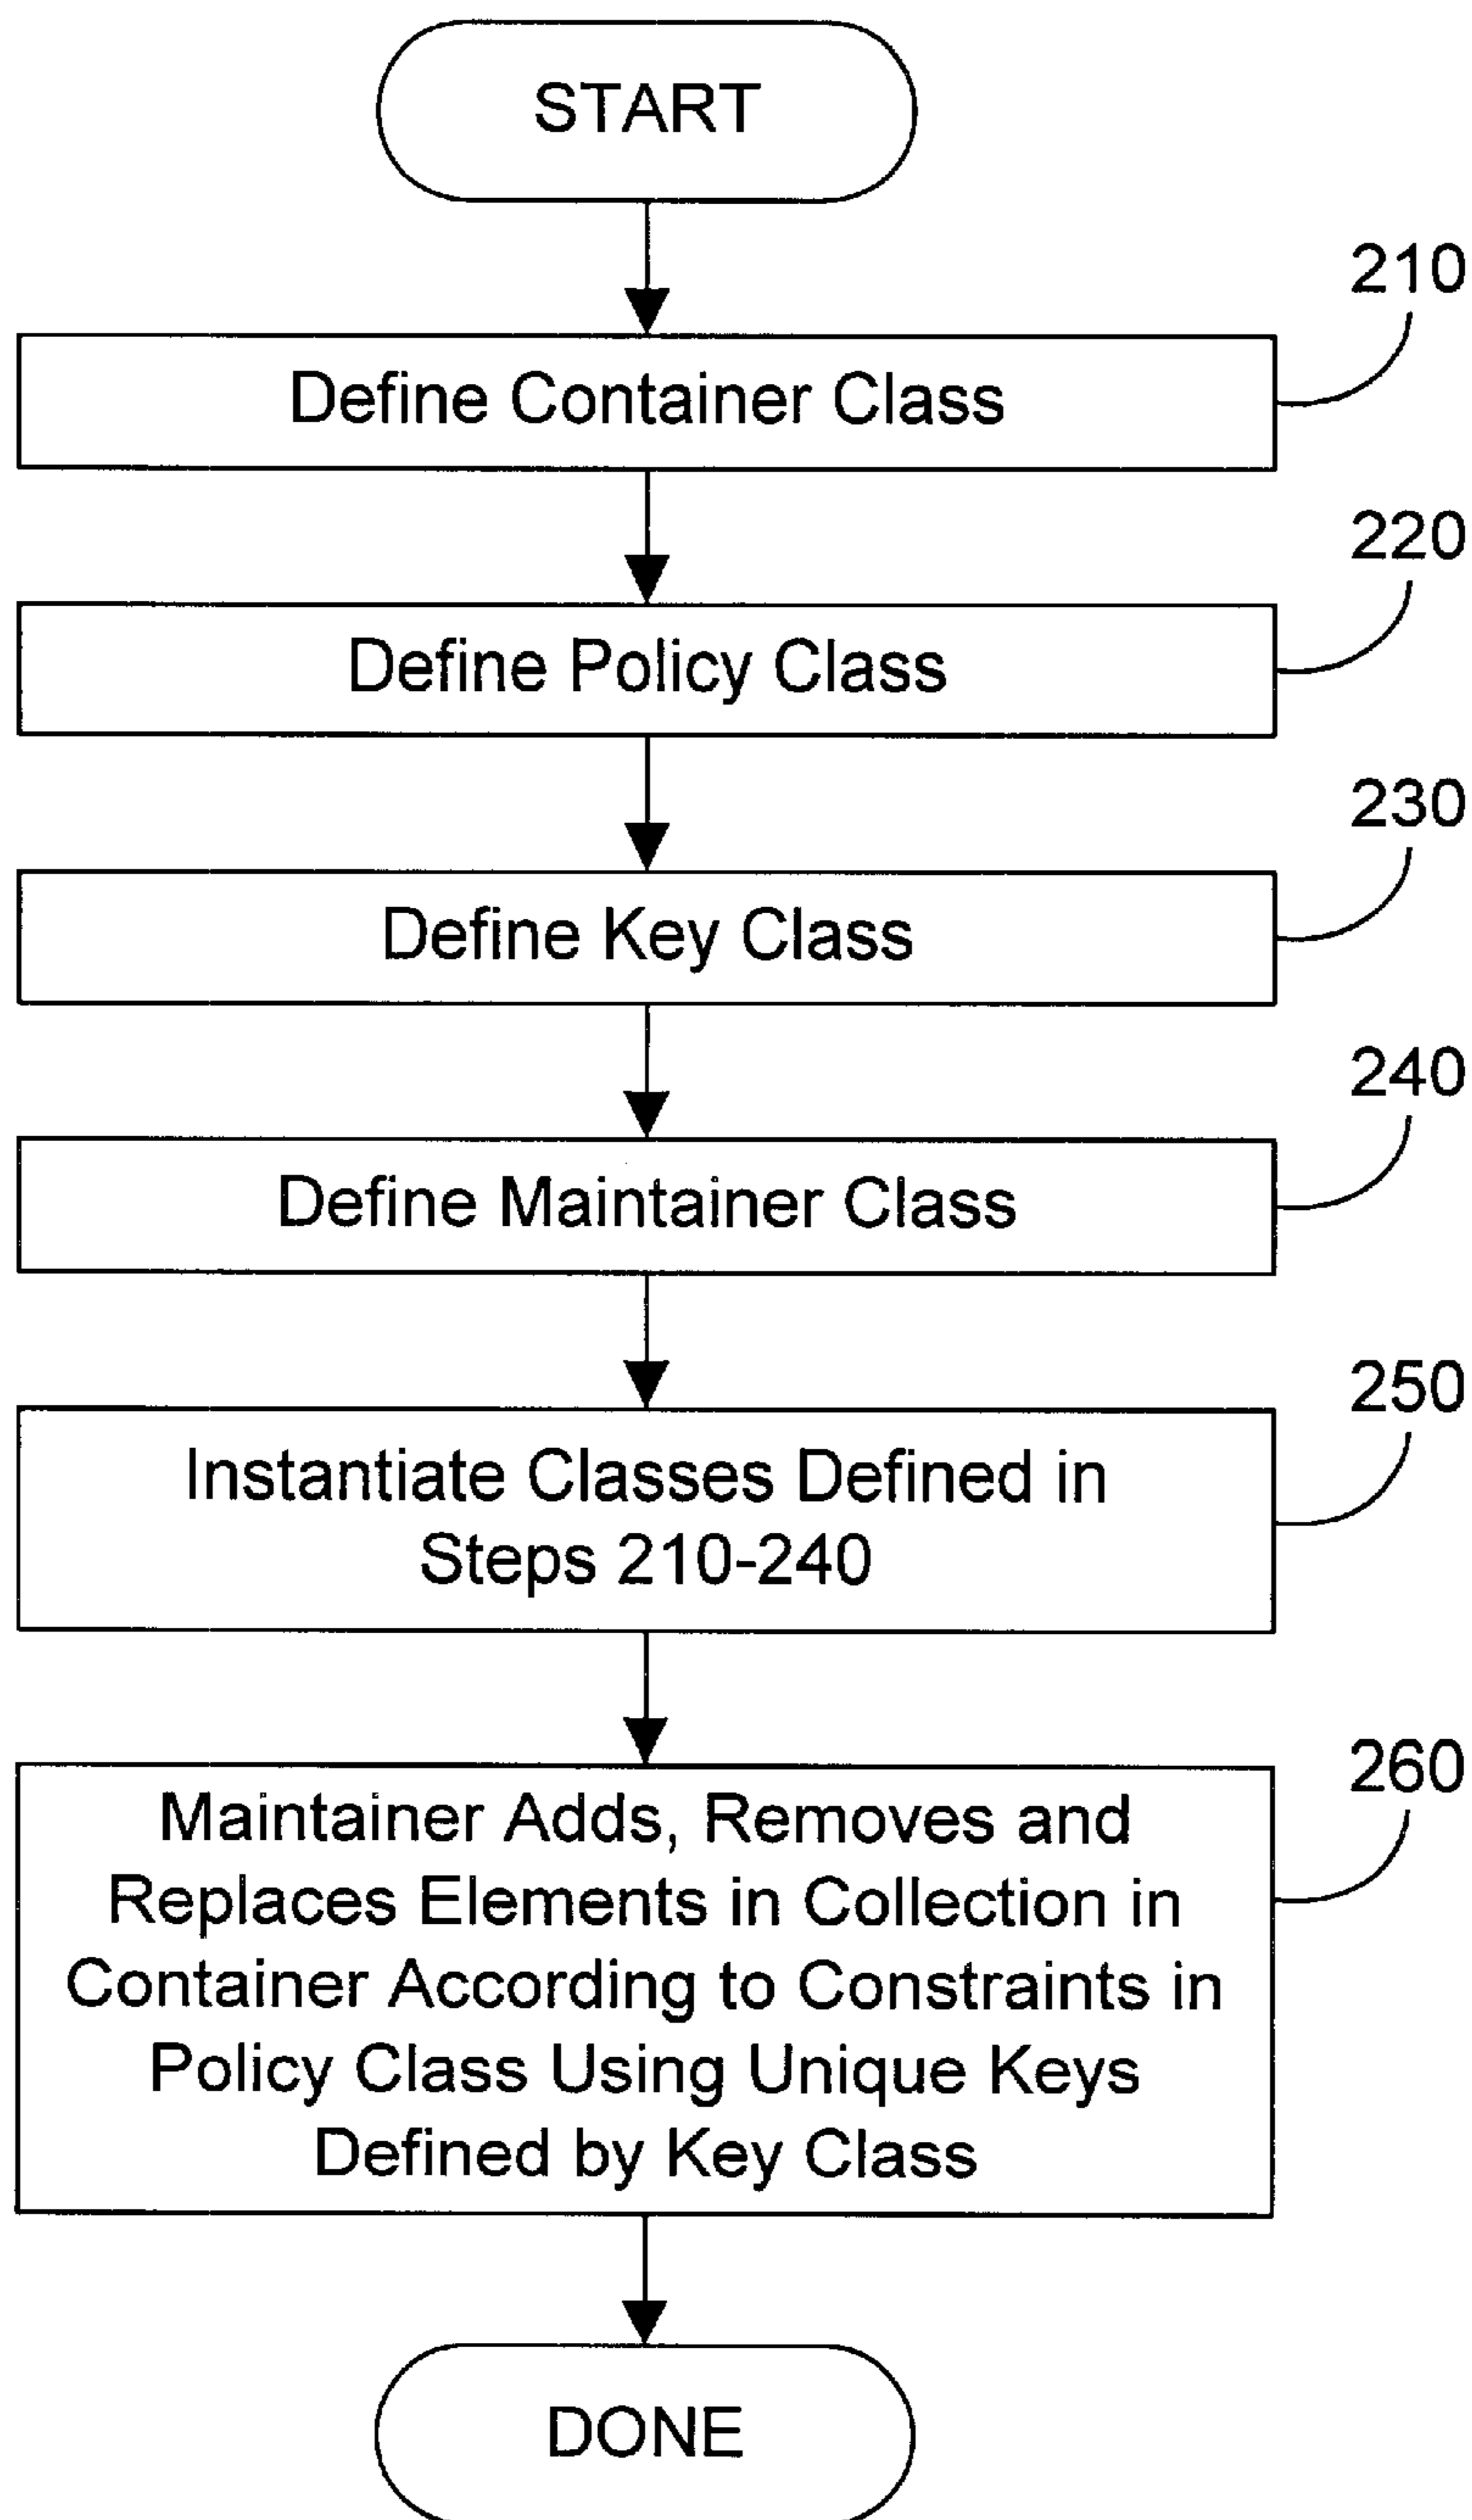 START
210
Define Container Class
220
Define Policy Class
230
Define Key Class
240
Define Maintainer Class
250
Instantiate Classes Defined in
Steps 210-240
260
Maintainer Adds, Removes and
Replaces Elements in Collection in
Container According to Constraints in
Policy Class Using Unique Keys
Defined by Key Class
DONE